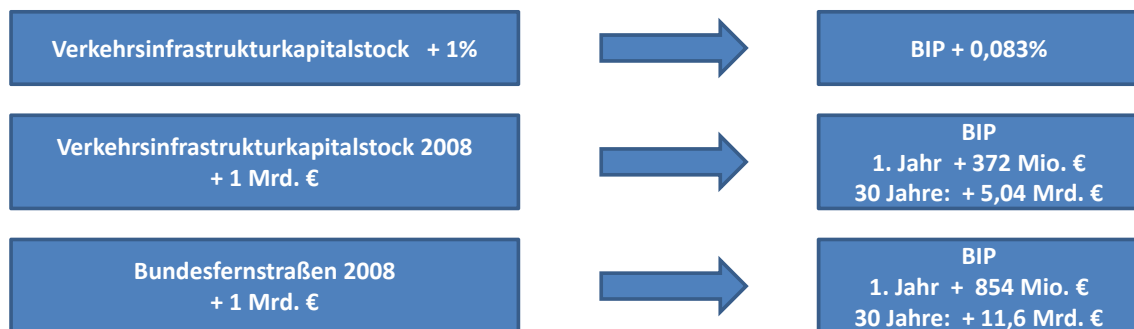 Verkehrsinfrastrukturkapitalstock + 1%
BIP + 0,083%
Verkehrsinfrastrukturkapitalstock 2008
+ 1 Mrd. €
BIP
1. Jahr + 372 Mio. €
30 Jahre: + 5,04 Mrd. €
Bundesfernstraßen 2008
+ 1 Mrd. €
BIP
1. Jahr + 854 Mio. €
30 Jahre: + 11,6 Mrd. €